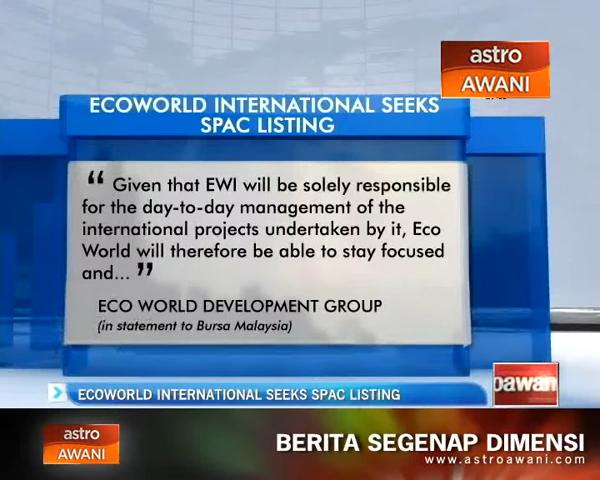 astro
AWANI
ECOWORLD INTERNATIONAL SEEKS
SPAC LISTING
“ Given that EWI will be solely responsible
for the day-to-day management of the
international projects undertaken by it, Eco
World will therefore be able to stay focused
and... ”
ECO WORLD DEVELOPMENT GROUP
(in statement to Bursa Malaysia)
ECOWORLD INTERNATIONAL SEEKS SPAC LISTING
oawan
astro
AWANI
BERITA SEGENAP DIMENSI
www.astroawani.com